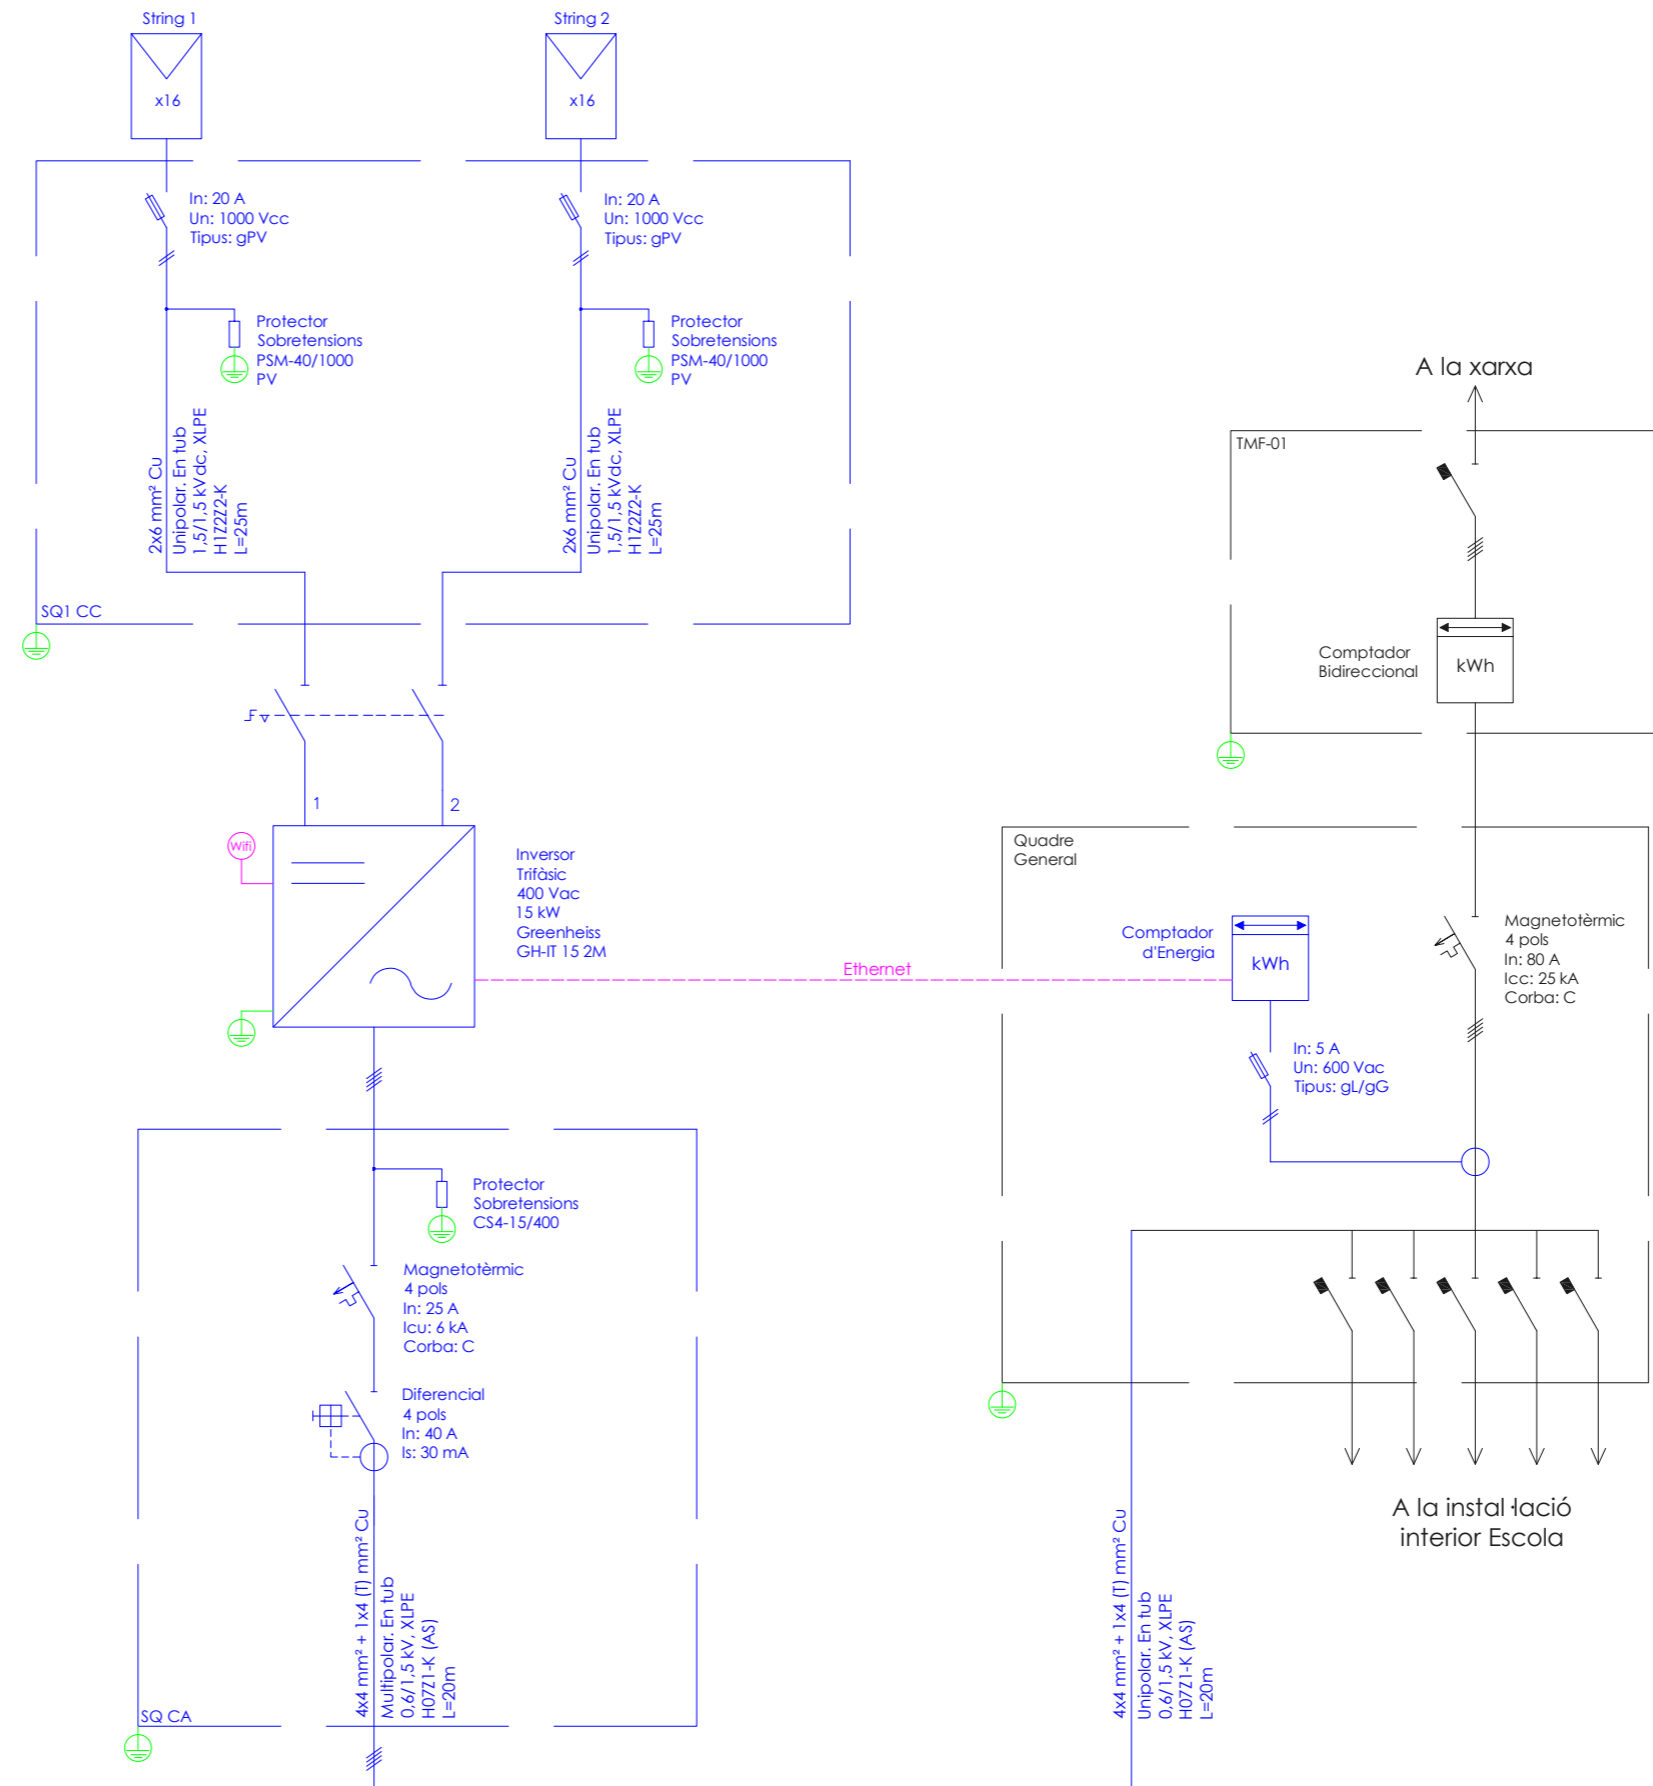 String 1
x16
String 2
x16
In: 20 A
Un: 1000 Vcc
Tipus: gPV
In: 20 A
Un: 1000 Vcc
Tipus: gPV
Protector
Sobretensions
PSM-40/1000
PV
Protector
Sobretensions
PSM-40/1000
PV
2x6 mm² Cu
Unipolar. En tub
1,5/1,5 kVdc, XLPE
H1Z2Z2-K
L=25m
2x6 mm² Cu
Unipolar. En tub
1,5/1,5 kVdc, XLPE
H1Z2Z2-K
L=25m
SQ1 CC
1
2
Wifi
Inversor
Trifàsic
400 Vac
15 kW
Greenheiss
GH-IT 15 2M
Ethernet
Protector
Sobretensions
CS4-15/400
Magnetotèrmic
4 pols
In: 25 A
Icu: 6 kA
Corba: C
Diferencial
4 pols
In: 40 A
Is: 30 mA
4x4 mm² + 1x4 (T) mm² Cu
Multipolar. En tub
0,6/1,5 kV, XLPE
H07Z1-K (AS)
L=20m
SQ CA
A la xarxa
TMF-01
Comptador
Bidireccional
kWh
Quadre
General
Comptador
d'Energia
kWh
Magnetotèrmic
4 pols
In: 80 A
Icc: 25 kA
Corba: C
In: 5 A
Un: 600 Vac
Tipus: gL/gG
4x4 mm² + 1x4 (T) mm² Cu
Unipolar. En tub
0,6/1,5 kV, XLPE
H07Z1-K (AS)
L=20m
A la instal·lació
interior Escola